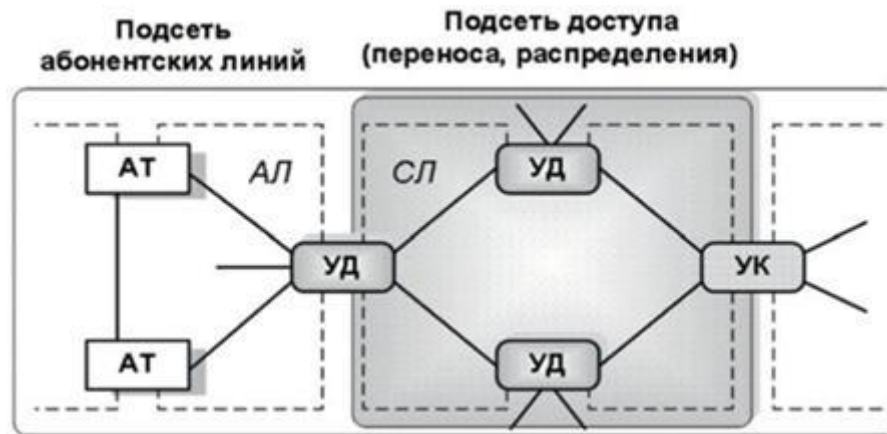 Подсеть
абонентских линий
Подсеть доступа
(переноса, распределения)
АТ
АЛ
СЛ
УД
УД
УК
АТ
УД